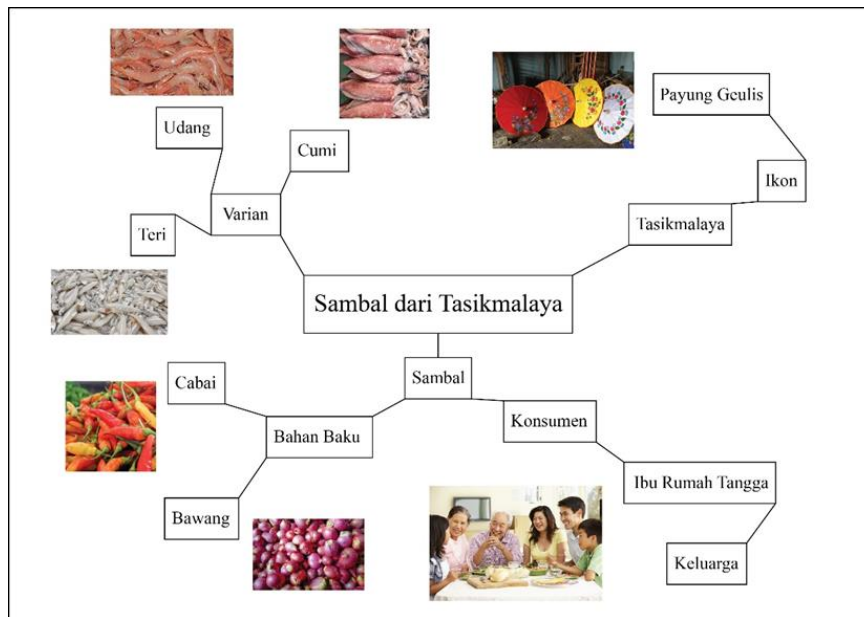 Payung Geulis
Udang
Cumi
Ikon
Varian
Tasikmalaya
Teri
Sambal dari Tasikmalaya
Sambal
Cabai
Konsumen
Bahan Baku
Ibu Rumah Tangga
Bawang
Keluarga